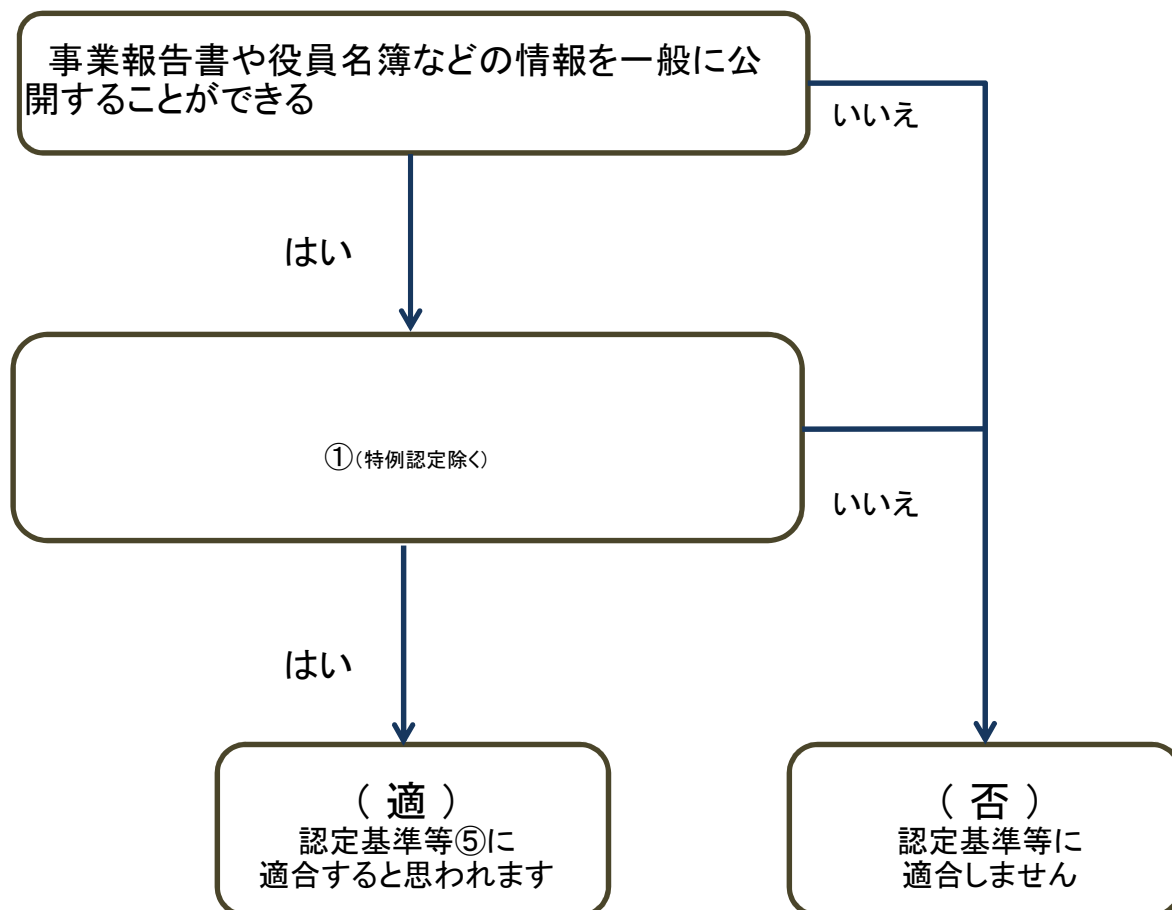 事業報告書や役員名簿などの情報を一般に公
開することができる
いいえ
はい
①(特例認定除く)
いいえ
はい
( 適 )
認定基準等⑤に
適合すると思われます
( 否 )
認定基準等に
適合しません